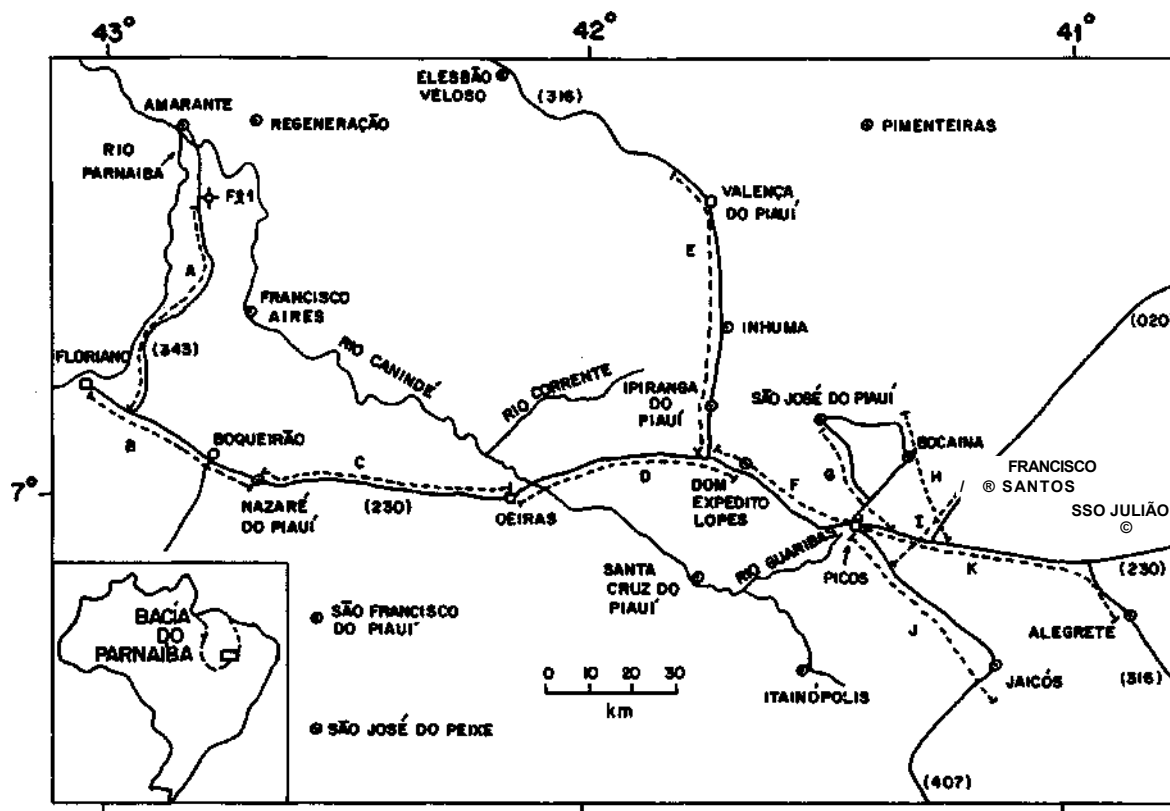 43°
42°
41°
ELESBÃO
VELOSO
(316)
AMARANTE
REGENERAÇÃO
PIMENTEIRAS
RIO
PARNAIBA
VALENÇA
DO PIAUÍ
E
A
FRANCISCO
AIRES
INHUMA
(020)
(343)
FLORIANO
RIO CANINDÉ
RIO CORRENTE
IPIRANGA
DO
PIAUÍ
SÃO JOSÉ DO PIAUÍ
B
BOQUEIRÃO
BOCAINA
C
G
H
FRANCISCO
7°
D
F
® SANTOS
NAZARÉ
DO PIAUÍ
(230)
OEIRAS
DOM
EXPEDITO
LOPES
I
SSO JULIÃO
©
RIO GUARIBAS
PICOS
K
(230)
SANTA
CRUZ DO
PIAUÍ
BACÍA
DO
PARNAIBA
SÃO FRANCISCO
DO PIAUÍ
J
ALEGRETE
0 10 20 30
km
ITAINÓPOLIS
JAICÓS
(316)
SÃO JOSÉ DO PEIXE
(407)